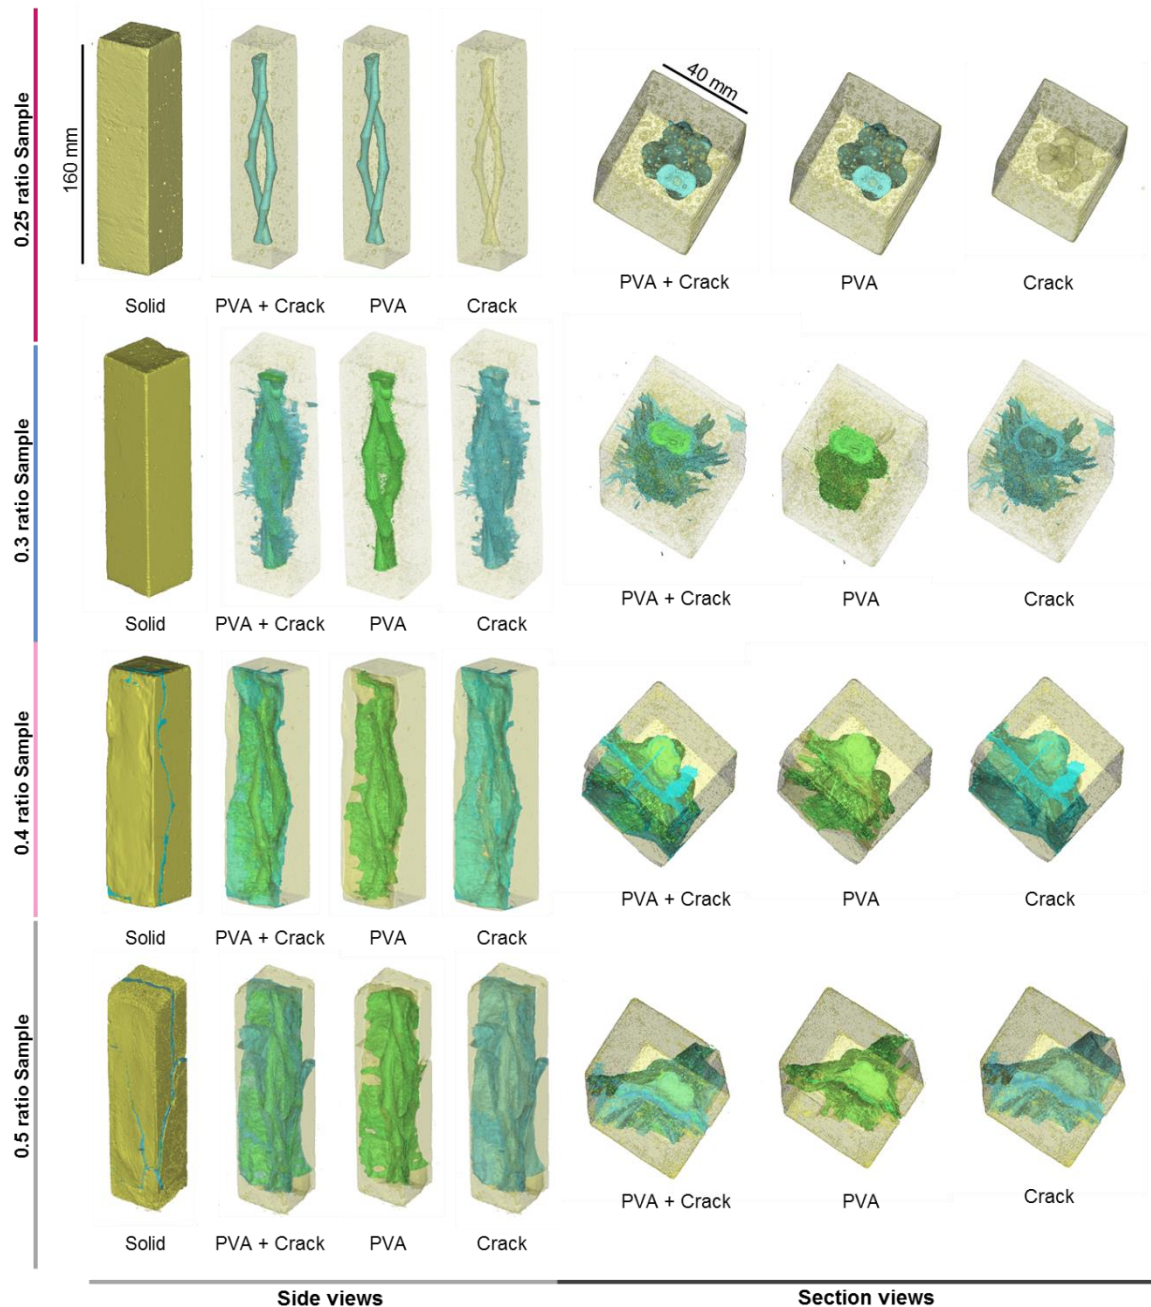 0.25 ratio Sample
160 mm
40 mm
Solid
PVA + Crack
PVA
Crack
PVA + Crack
PVA
Crack
0.3 ratio Sample
Solid
PVA + Crack
PVA
Crack
PVA + Crack
PVA
Crack
0.4 ratio Sample
Solid
PVA + Crack
PVA
Crack
PVA + Crack
PVA
Crack
0.5 ratio Sample
Solid
PVA + Crack
PVA
Crack
PVA + Crack
PVA
Crack
Side views
Section views